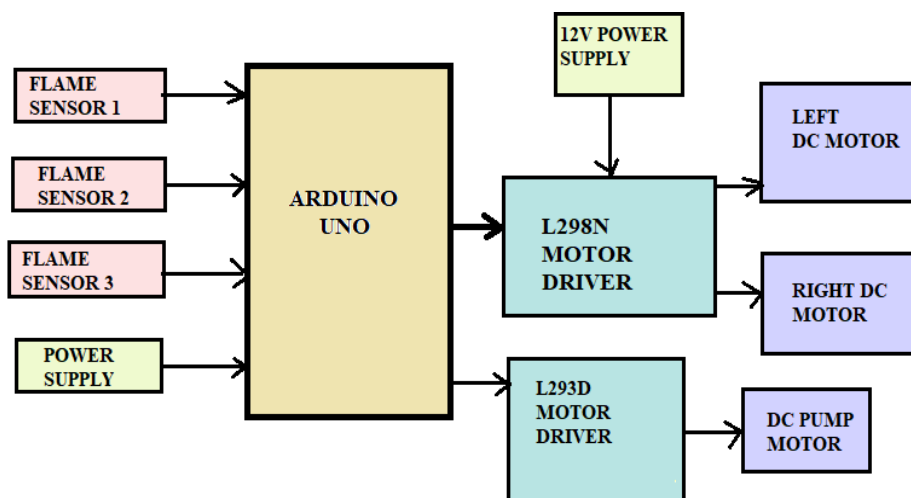 FLAME
SENSOR 1
FLAME
SENSOR 2
FLAME
SENSOR 3
POWER
SUPPLY
ARDUINO
UNO
12V POWER
SUPPLY
L298N
MOTOR
DRIVER
L293D
MOTOR
DRIVER
LEFT
DC MOTOR
RIGHT DC
MOTOR
DC PUMP
MOTOR